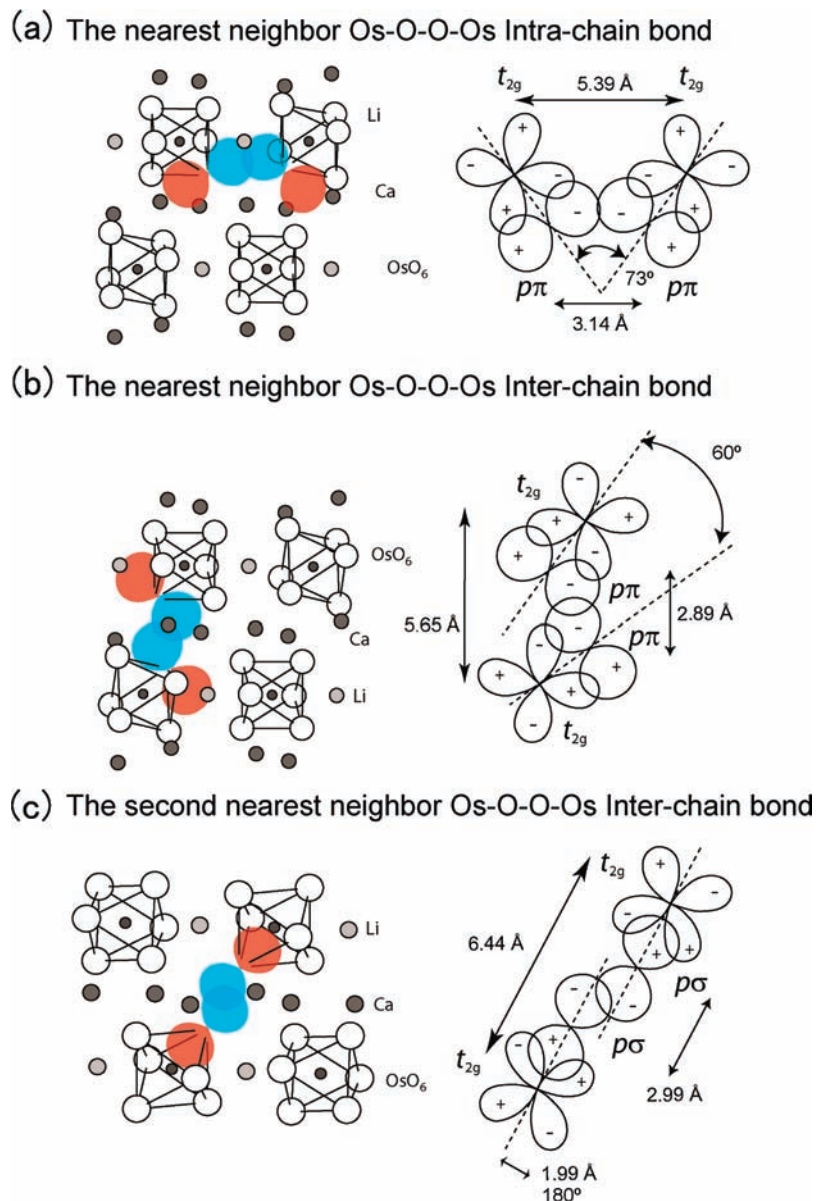 (a) The nearest neighbor Os-O-O-Os Intra-chain bond
t2g 5.39 Å t2g
Li
Ca
OsO6
+ +
- - - -
- -
+ +
+ +
73º
pπ pπ
3.14 Å
(b) The nearest neighbor Os-O-O-Os Inter-chain bond
60º
t2g
OsO6
Ca
Li
5.65 Å
-
+ +
+ -
-
pπ
+
pπ
2.89 Å
-
+ + +
-
t2g
(c) The second nearest neighbor Os-O-O-Os Inter-chain bond
t2g
Li
Ca
OsO6
6.44 Å
+
- -
+ +
- -
pσ
pσ
- +
+
+ -
t2g
2.99 Å
1.99 Å
180º